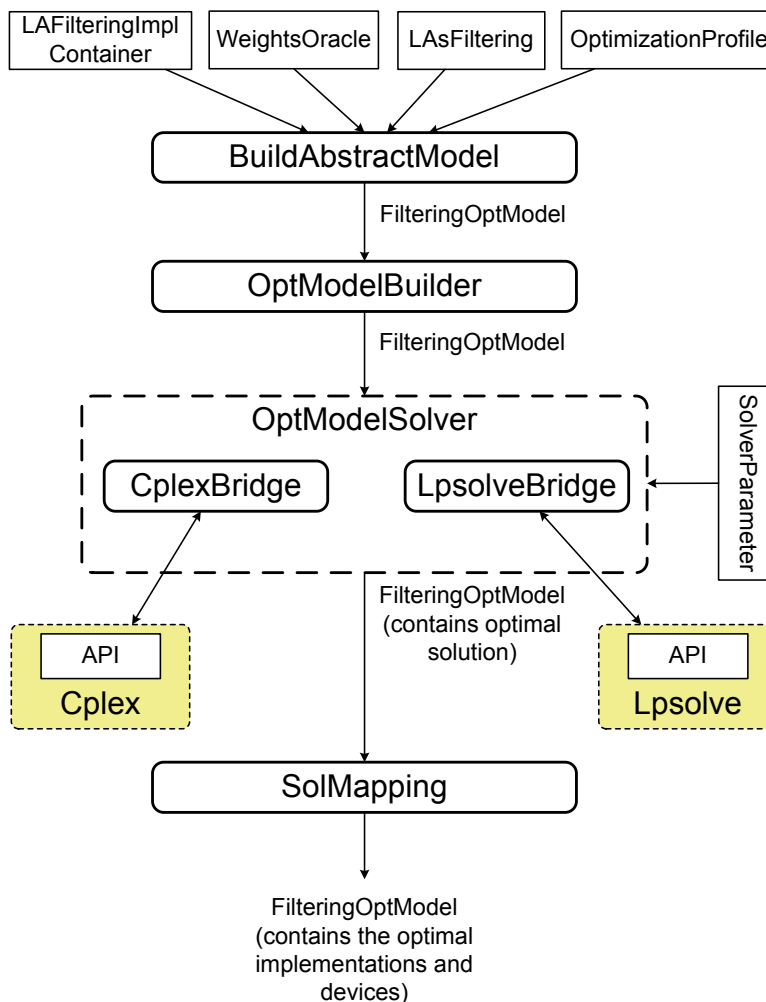 LAFilteringImpl
Container
WeightsOracle
LAsFiltering
OptimizationProfile
BuildAbstractModel
FilteringOptModel
OptModelBuilder
FilteringOptModel
OptModelSolver
CplexBridge
LpsolveBridge
SolverParameter
FilteringOptModel
(contains optimal
solution)
API
Cplex
API
Lpsolve
SolMapping
FilteringOptModel
(contains the optimal
implementations and
devices)